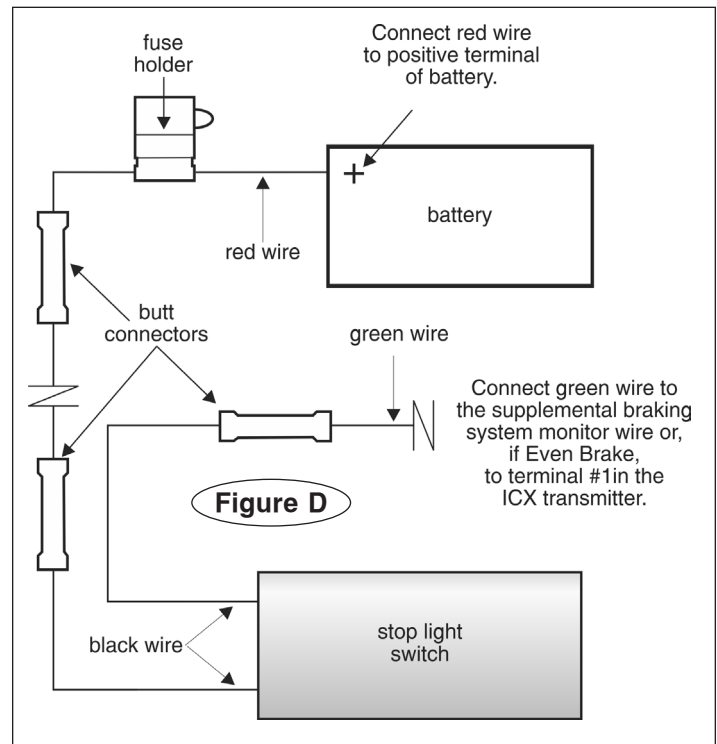 fuse
holder
Connect red wire
to positive terminal
of battery.
+
battery
red wire
butt
connectors
green wire
Connect green wire to
the supplemental braking
system monitor wire or,
if Even Brake,
to terminal #1in the
ICX transmitter.
Figure D
black wire
stop light
switch